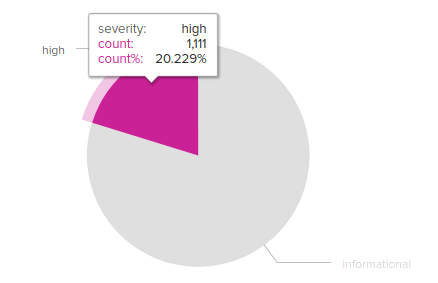 severity: high
count: 1,111
count%: 20.229%
high
informational